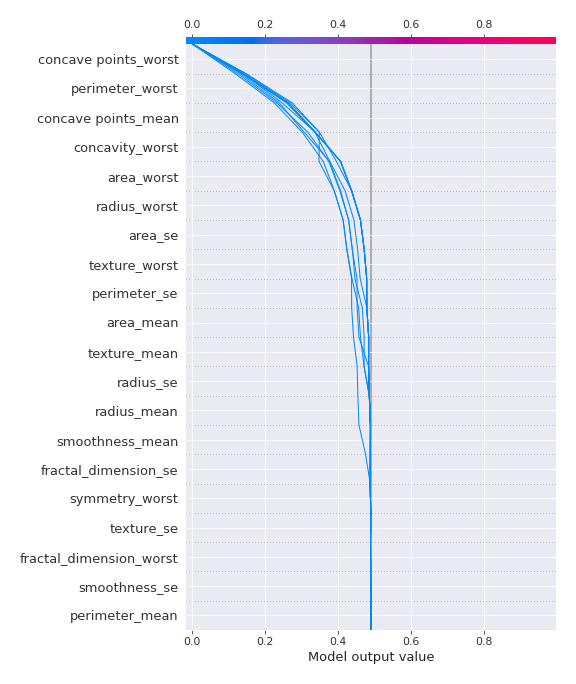 0.0 0.2 0.4 0.6 0.8
concave points_worst
perimeter_worst
concave points_mean
concavity_worst
area_worst
radius_worst
area_se
texture_worst
perimeter_se
area_mean
texture_mean
radius_se
radius_mean
smoothness_mean
fractal_dimension_se
symmetry_worst
texture_se
fractal_dimension_worst
smoothness_se
perimeter_mean
0.0 0.2 0.4 0.6 0.8
Model output value